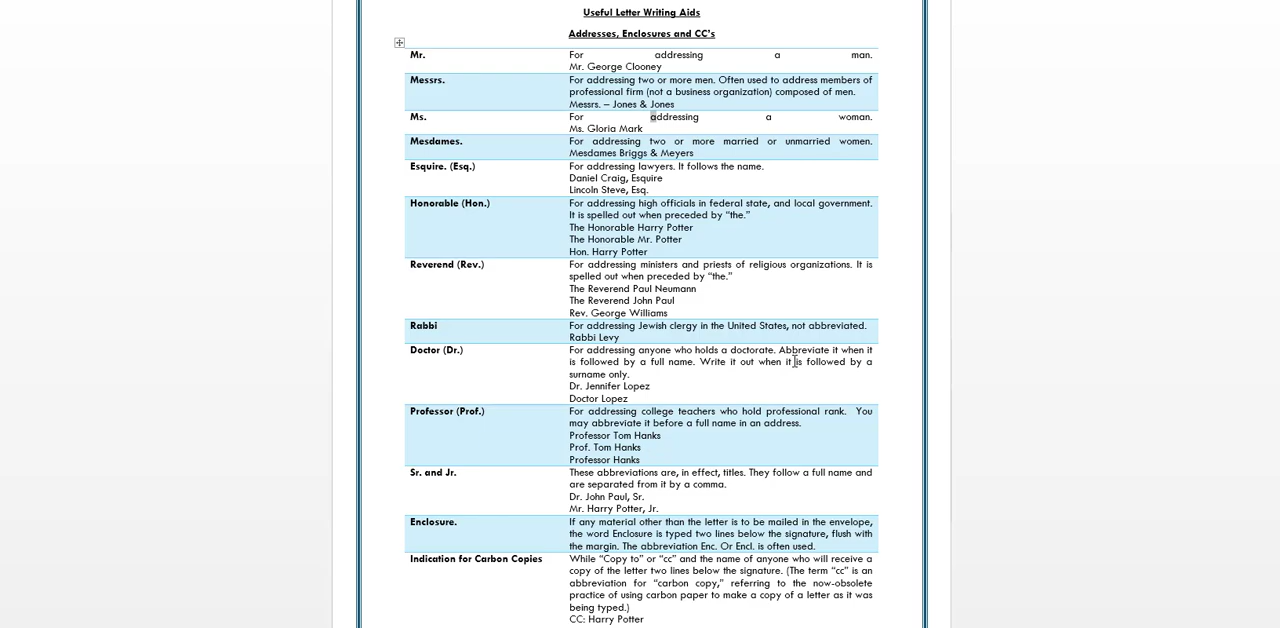 Useful Letter Writing Aids
Addresses, Enclosures and CC's
Mr.
For addressing a man.
Mr. George Clooney
Messrs.
For addressing two or more men. Often used to address members of
professional firm (not a business organization) composed of men.
Messrs. – Jones & Jones
Ms.
For addressing a woman.
Ms. Gloria Mark
Mesdames.
For addressing two or more married or unmarried women.
Mesdames Briggs & Meyers
Esquire. (Esq.)
For addressing lawyers. It follows the name.
Daniel Craig, Esquire
Lincoln Steve, Esq.
Honorable (Hon.)
For addressing high officials in federal state, and local government.
It is spelled out when preceded by “the.”
The Honorable Harry Potter
The Honorable Mr. Potter
Hon. Harry Potter
Reverend (Rev.)
For addressing ministers and priests of religious organizations. It is
spelled out when preceded by “the.”
The Reverend Paul Neumann
The Reverend John Paul
Rev. George Williams
Rabbi
For addressing Jewish clergy in the United States, not abbreviated.
Rabbi Levy
Doctor (Dr.)
For addressing anyone who holds a doctorate. Abbreviate it when it
is followed by a full name. Write it out when it is followed by a
surname only.
Dr. Jennifer Lopez
Doctor Lopez
Professor (Prof.)
For addressing college teachers who hold professional rank. You
may abbreviate it before a full name in an address.
Professor Tom Hanks
Prof. Tom Hanks
Professor Hanks
Sr. and Jr.
These abbreviations are, in effect, titles. They follow a full name and
are separated from it by a comma.
Dr. John Paul, Sr.
Mr. Harry Potter, Jr.
Enclosure.
If any material other than the letter is to be mailed in the envelope,
the word Enclosure is typed two lines below the signature, flush with
the margin. The abbreviation Enc. Or Encl. is often used.
Indication for Carbon Copies
While “Copy to” or “cc” and the name of anyone who will receive a
copy of the letter two lines below the signature. (The term “cc” is an
abbreviation for “carbon copy,” referring to the now-obsolete
practice of using carbon paper to make a copy of a letter as it was
being typed.)
CC: Harry Potter